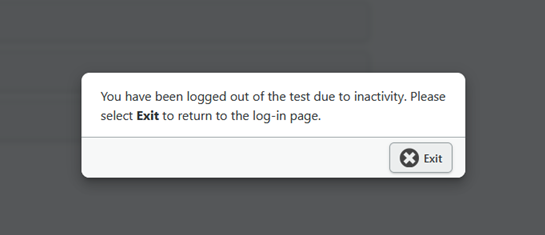 You have been logged out of the test due to inactivity. Please
select Exit to return to the log-in page.
Exit